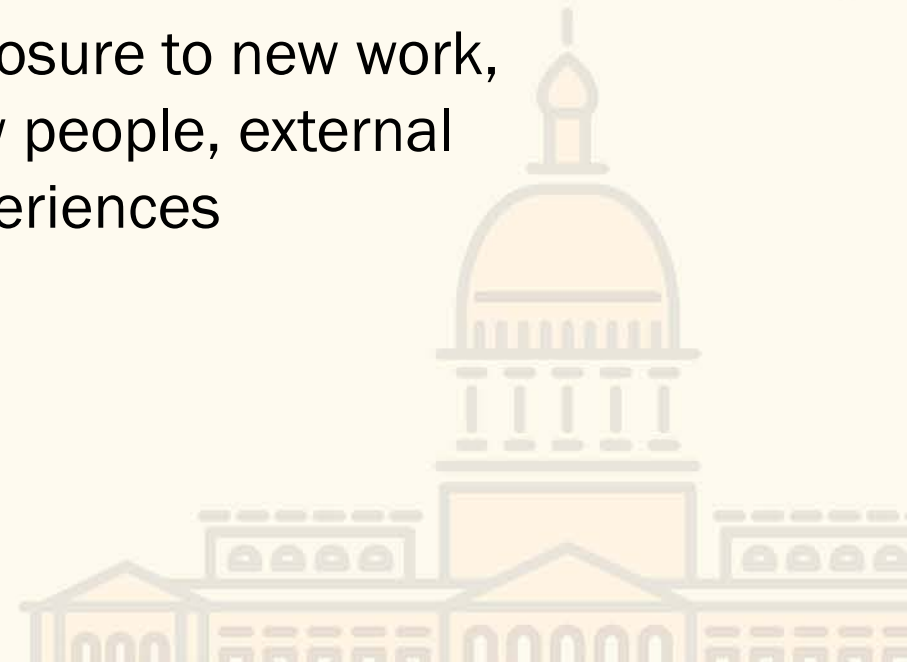 osure to new work,
people, external
eriences